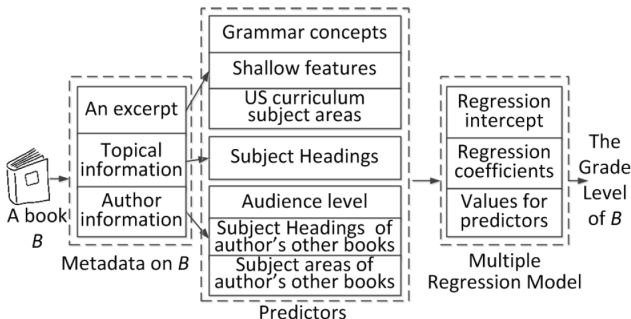 A book
B
An excerpt
Topical
information
Author
information
Metadata on B
Grammar concepts
Shallow features
US curriculum
subject areas
Subject Headings
Audience level
Subject Headings of
author's other books
Subject areas of
author's other books
Predictors
Regression
intercept
Regression
coefficients
Values for
predictors
Multiple
Regression Model
The
Grade
Level
of B